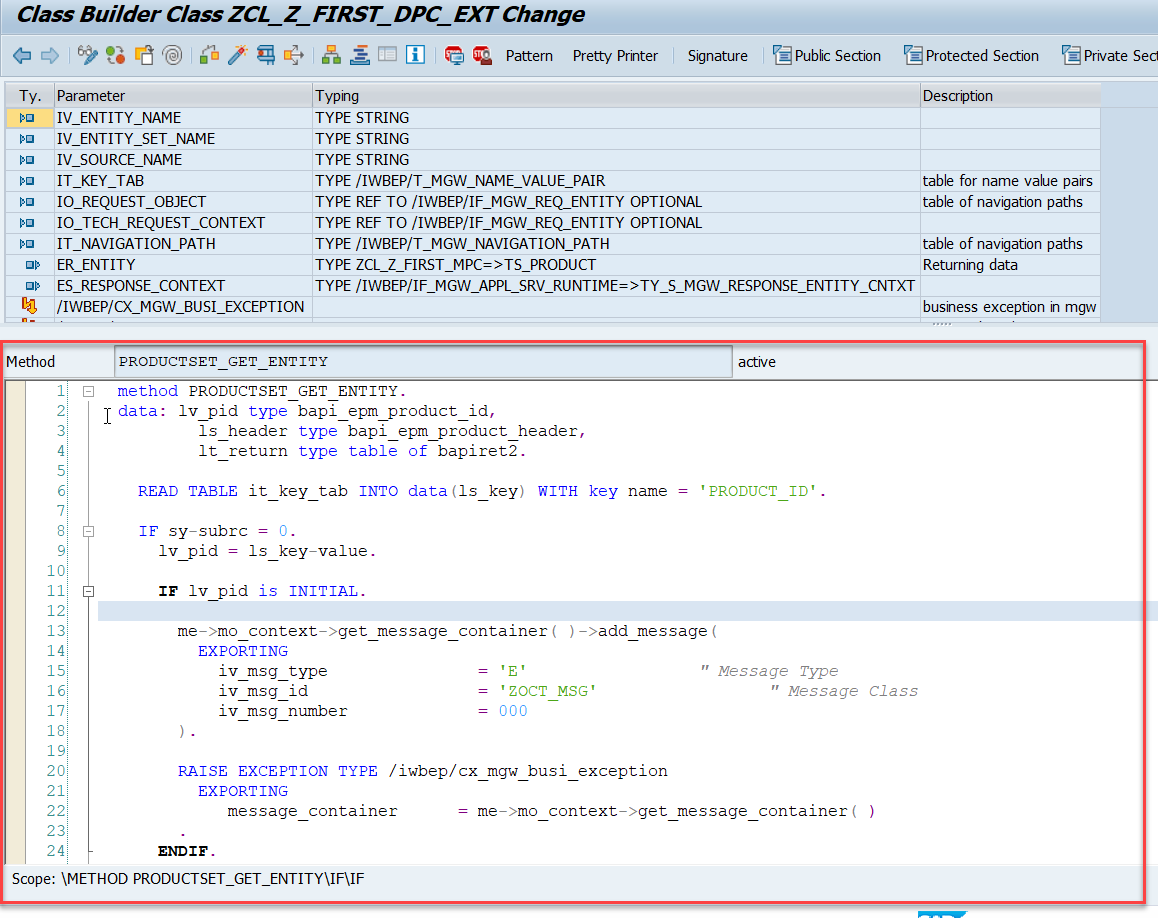 Class Builder Class ZCL_Z_FIRST_DPC_EXT Change
Pattern Pretty Printer Signature Public Section Protected Section Private Sect
Ty. Parameter Typing Description
IV_ENTITY_NAME TYPE STRING
IV_ENTITY_SET_NAME TYPE STRING
IV_SOURCE_NAME TYPE STRING
IT_KEY_TAB TYPE /IWBEP/T_MGW_NAME_VALUE_PAIR table for name value pairs
IO_REQUEST_OBJECT TYPE REF TO /IWBEP/IF_MGW_REQ_ENTITY OPTIONAL table of navigation paths
IO_TECH_REQUEST_CONTEXT TYPE REF TO /IWBEP/IF_MGW_REQ_ENTITY OPTIONAL
IT_NAVIGATION_PATH TYPE /IWBEP/T_MGW_NAVIGATION_PATH table of navigation paths
ER_ENTITY TYPE ZCL_Z_FIRST_MPC=>TS_PRODUCT Returning data
ES_RESPONSE_CONTEXT TYPE /IWBEP/IF_MGW_APPL_SRV_RUNTIME=>TY_S_MGW_RESPONSE_ENTITY_CNTXT
/IWBEP/CX_MGW_BUSI_EXCEPTION business exception in mgw
Method PRODUCTSET_GET_ENTITY active
1 method PRODUCTSET_GET_ENTITY.
2 data: lv_pid type bapi_epm_product_id,
3 ls_header type bapi_epm_product_header,
4 lt_return type table of bapiret2.
5
6 READ TABLE it_key_tab INTO data(ls_key) WITH key name = 'PRODUCT_ID'.
7
8 IF sy-subrc = 0.
9 lv_pid = ls_key-value.
10
11 IF lv_pid is INITIAL.
12
13 me->mo_context->get_message_container( )->add_message(
14 EXPORTING
15 iv_msg_type = 'E' " Message Type
16 iv_msg_id = 'ZOCT_MSG' " Message Class
17 iv_msg_number = 000
18 ).
19
20 RAISE EXCEPTION TYPE /iwbep/cx_mgw_busi_exception
21 EXPORTING
22 message_container = me->mo_context->get_message_container( )
23 .
24 ENDIF.
Scope: \METHOD PRODUCTSET_GET_ENTITY\IF\IF